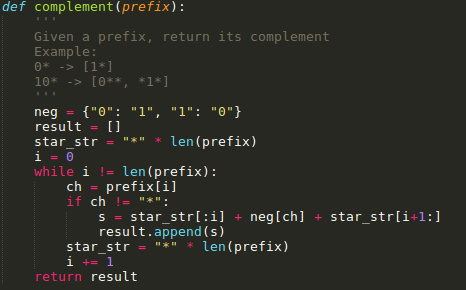 def complement(prefix):
    '''
    Given a prefix, return its complement
    Example:
    0* -> [1*]
    10* -> [0**, *1*]
    '''
    neg = {"0": "1", "1": "0"}
    result = []
    star_str = "*" * len(prefix)
    i = 0
    while i != len(prefix):
        ch = prefix[i]
        if ch != "*":
            s = star_str[:i] + neg[ch] + star_str[i+1:]
            result.append(s)
        star_str = "*" * len(prefix)
        i += 1
    return result